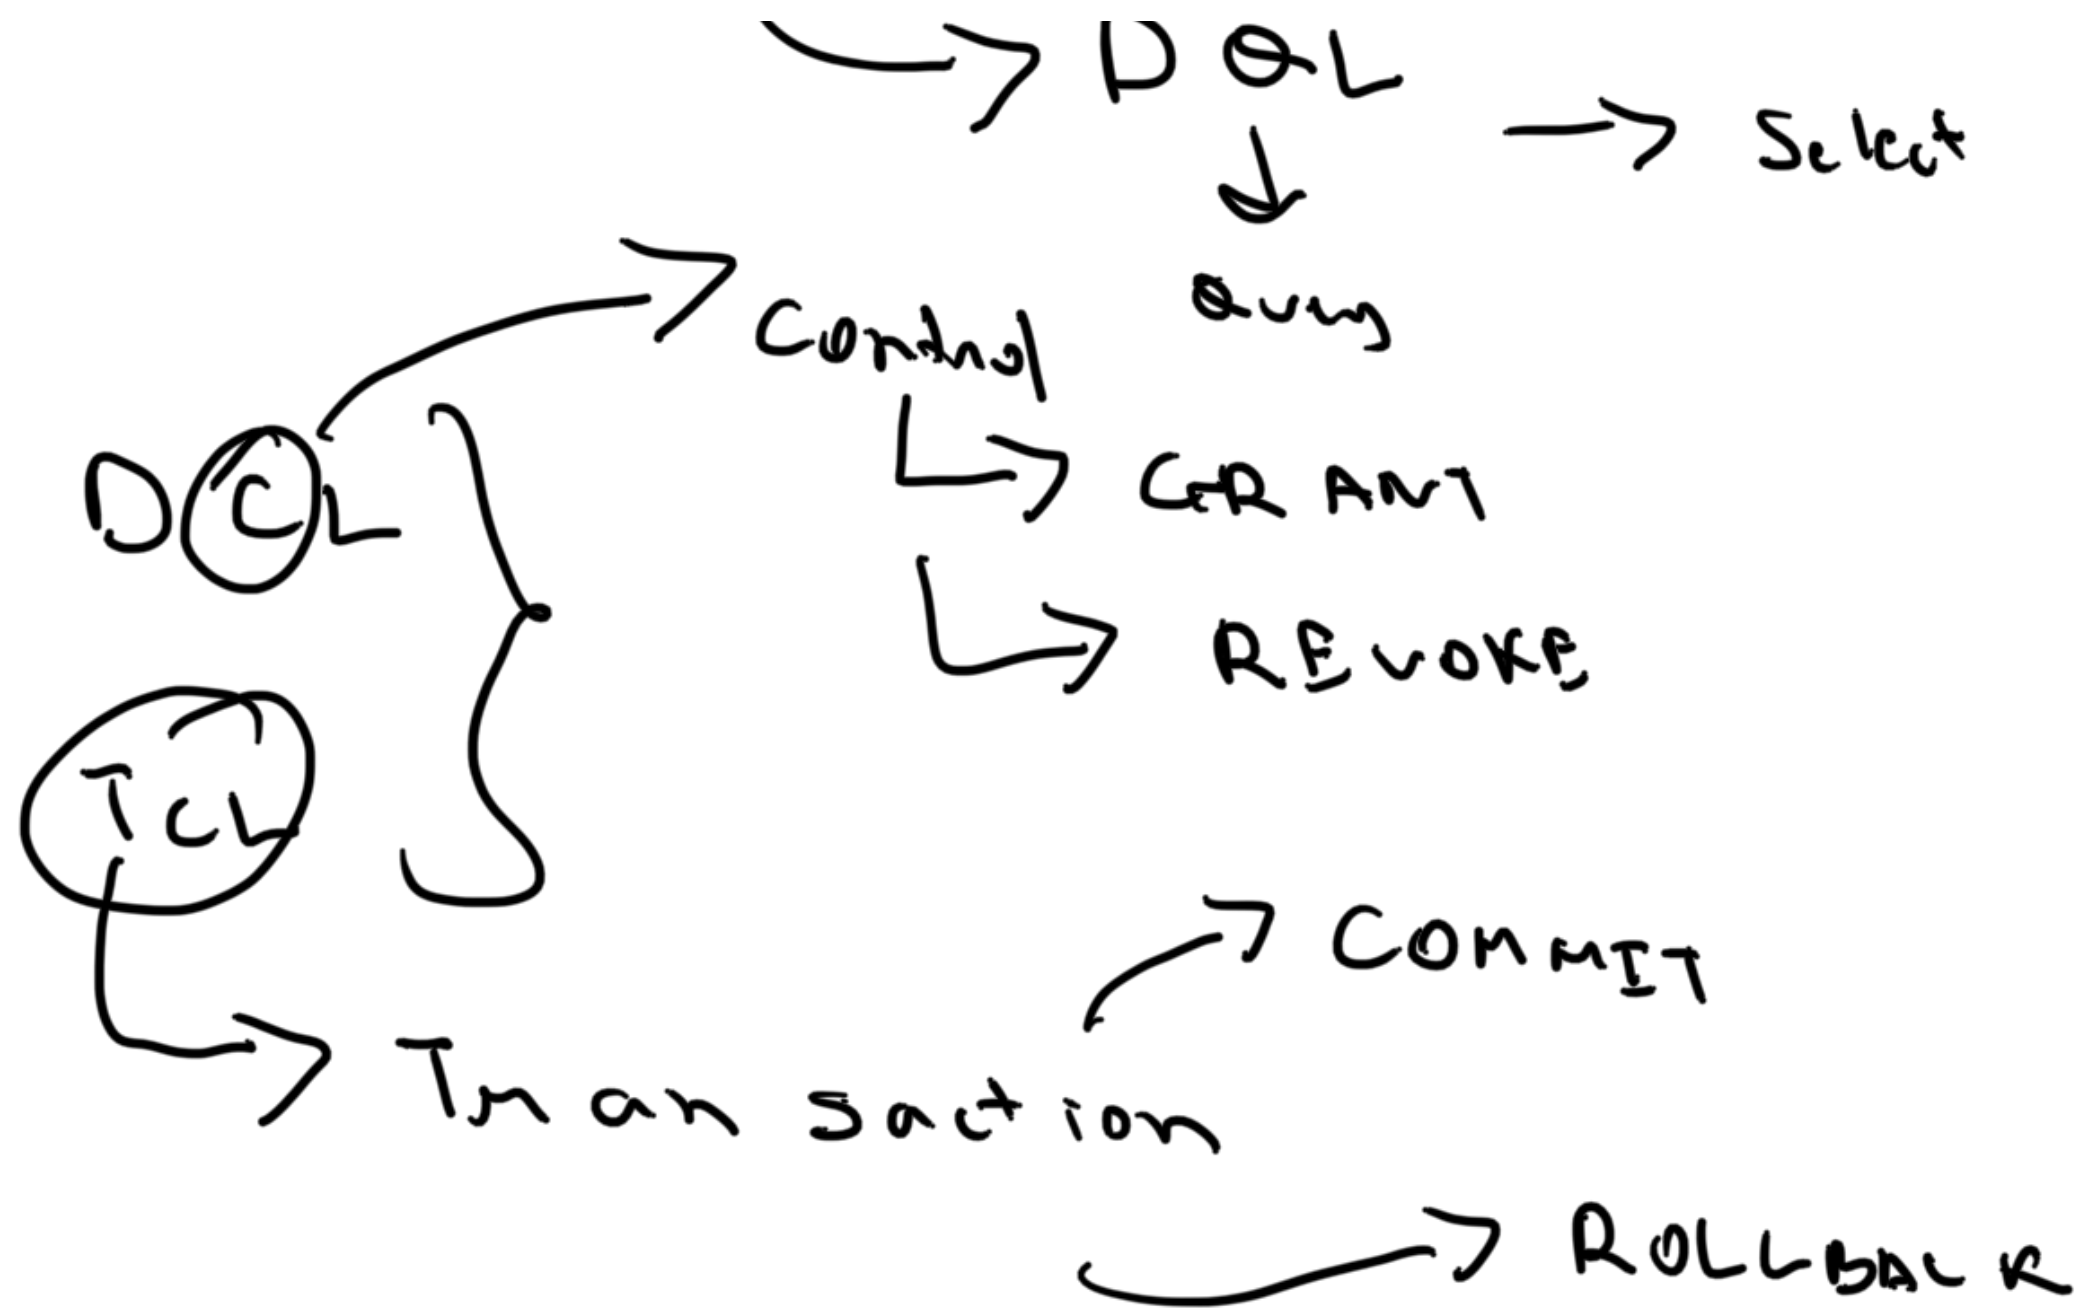 DQL
Select
Query
Control
DCL
GRANT
REVOKE
TCL
COMMIT
Transaction
ROLLBACK